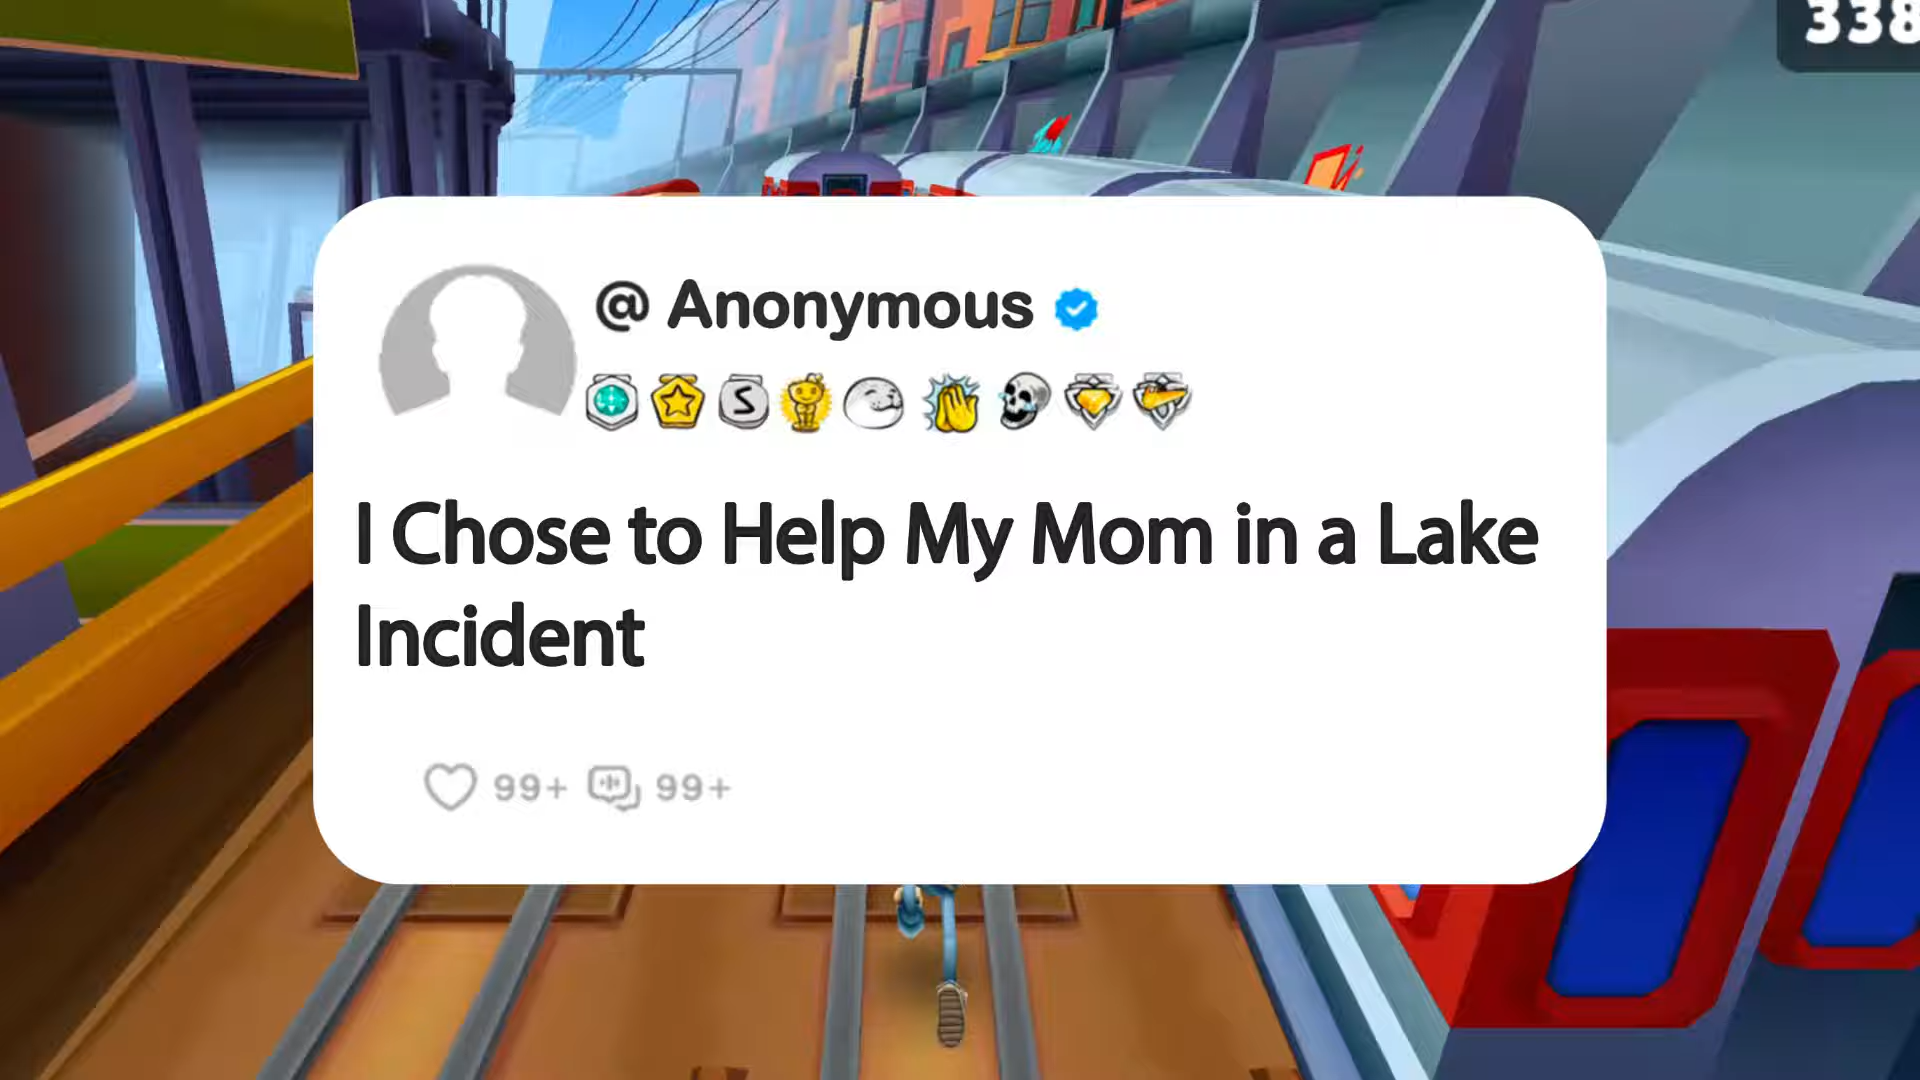 338
@ Anonymous
I Chose to Help My Mom in a Lake
Incident
99+ 99+